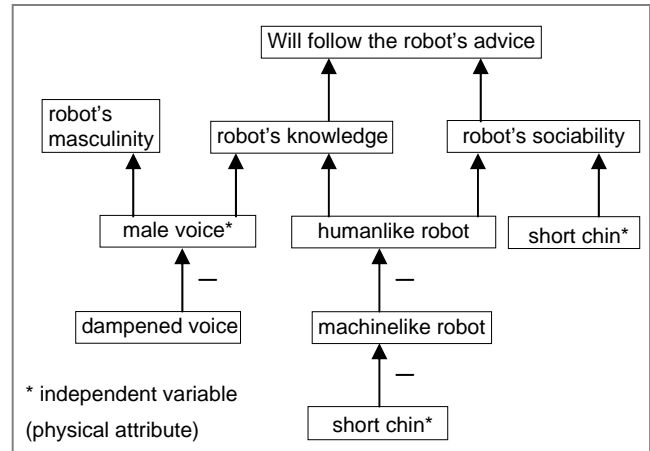 Will follow the robot's advice
robot's
masculinity
robot's knowledge
robot's sociability
male voice*
humanlike robot
short chin*
—
—
dampened voice
machinelike robot
—
* independent variable
(physical attribute)
short chin*